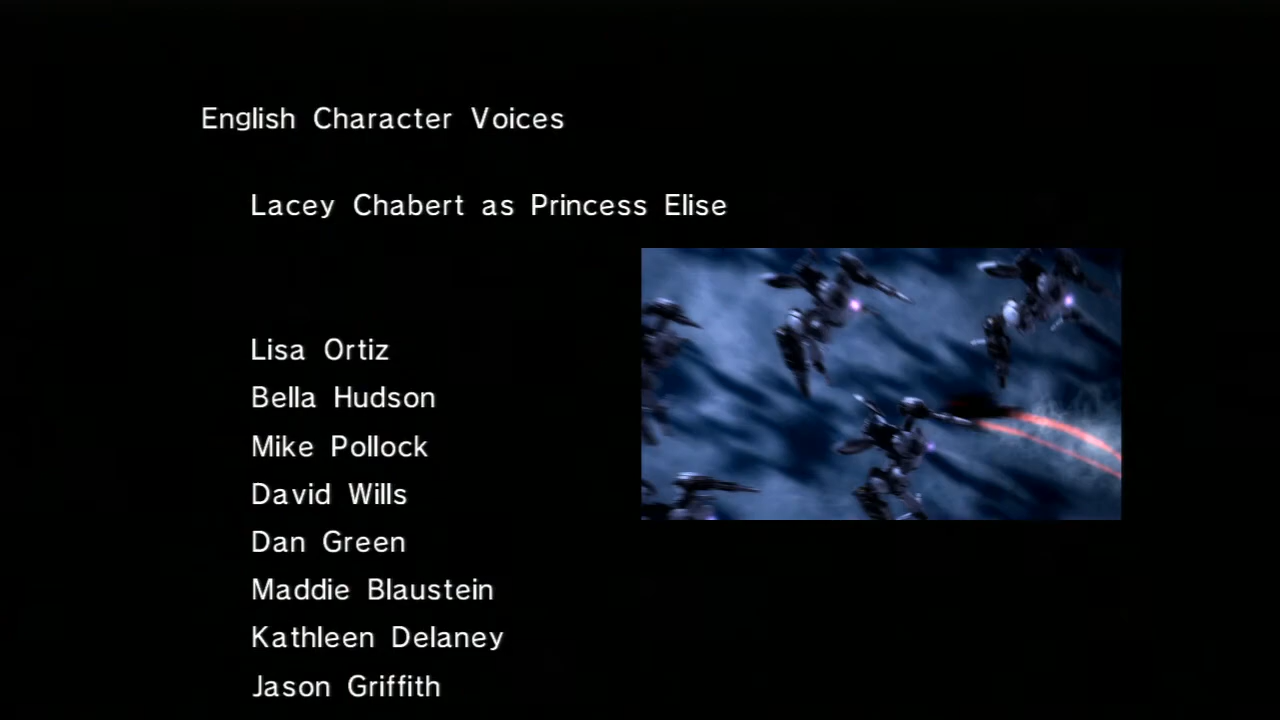 English Character Voices
Lacey Chabert as Princess Elise
Lisa Ortiz
Bella Hudson
Mike Pollock
David Wills
Dan Green
Maddie Blaustein
Kathleen Delaney
Jason Griffith